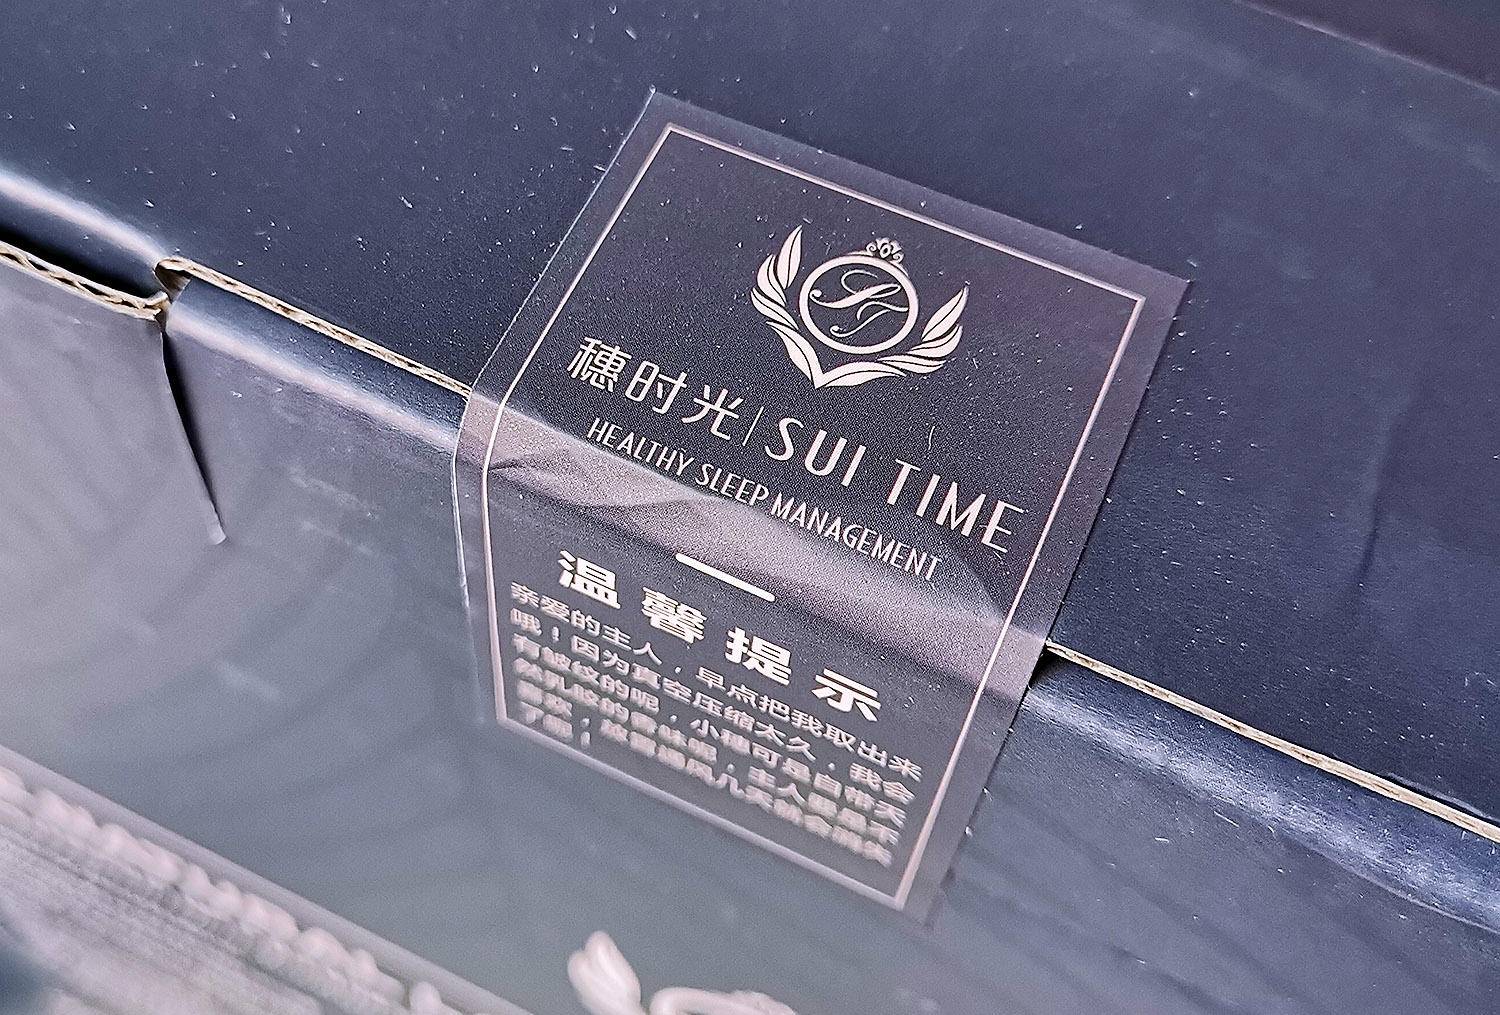 ST
穗时光|SUI TIME
HEALTHY SLEEP MANAGEMENT
温馨提示
亲爱的主人,早点把我取出来
哦!因为真空压缩太久,我会
有皱纹的呢,小穗可是自带天
然乳胶的香味呢,主人要是不
喜欢,放置通风几天就会消失
了哦!